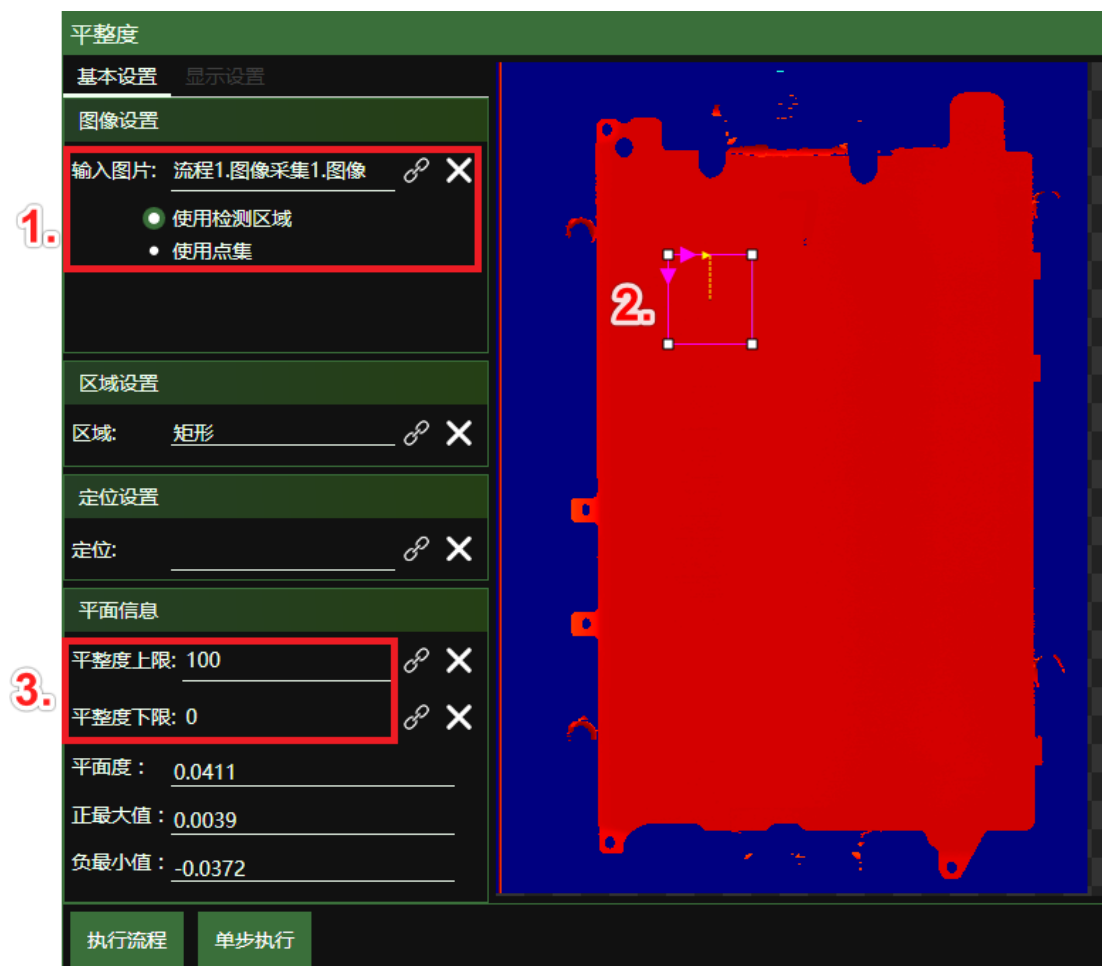 平整度
基本设置 显示设置
图像设置
输入图片: 流程1.图像采集1.图像
1.
使用检测区域
使用点集
2.
区域设置
区域: 矩形
定位设置
定位:
平面信息
3.
平整度上限: 100
平整度下限: 0
平面度： 0.0411
正最大值： 0.0039
负最小值： -0.0372
执行流程 单步执行